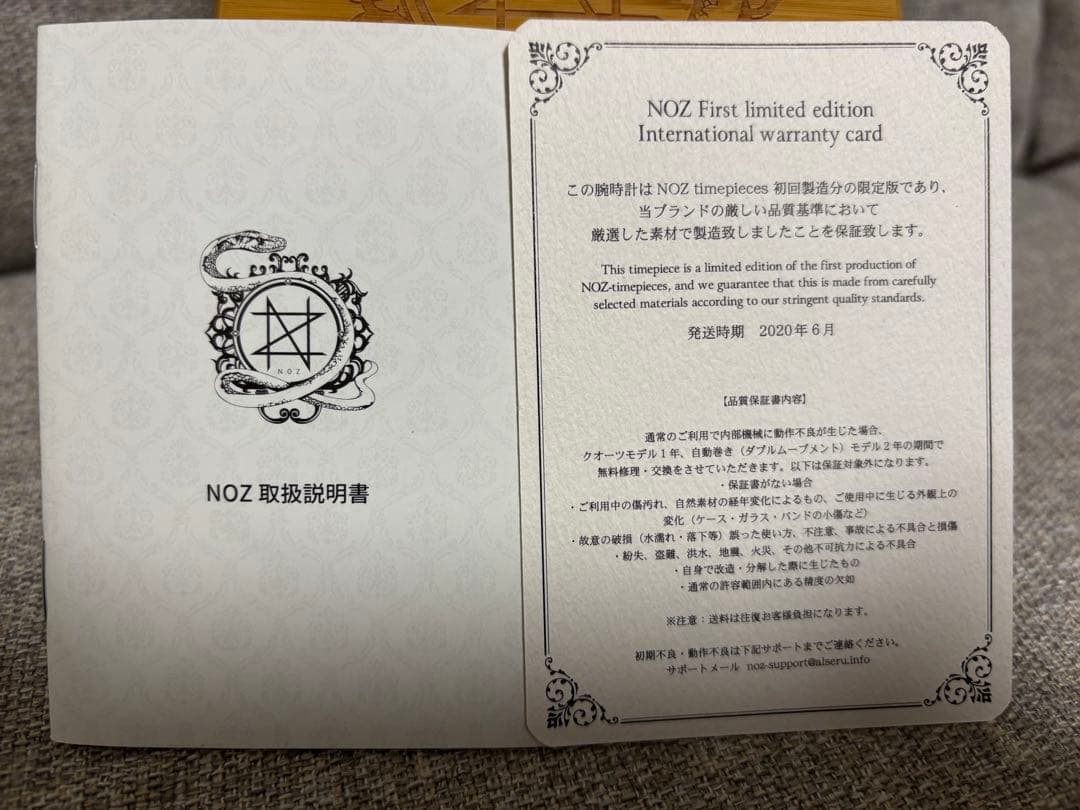 NOZ
NOZ 取扱説明書
NOZ First limited edition
International warranty card
この腕時計は NOZ timepieces 初回製造分の限定版であり、
当ブランドの厳しい品質基準において
厳選した素材で製造致しましたことを保証致します。
This timepiece is a limited edition of the first production of
NOZ-timepieces, and we guarantee that this is made from carefully
selected materials according to our stringent quality standards.
発送時期 2020年6月
【品質保証書内容】
通常のご利用で内部機械に動作不良が生じた場合、
クオーツモデル1年、自動巻き（ダブルムーブメント）モデル2年の期間で
無料修理・交換をさせていただきます。以下は保証対象外になります。
・保証書がない場合
・ご利用中の傷汚れ、自然素材の経年変化によるもの、ご使用中に生じる外観上の
変化（ケース・ガラス・バンドの小傷など）
・故意の破損（水濡れ・落下等）誤った使い方、不注意、事故による不具合と損傷
・紛失、盗難、洪水、地震、火災、その他不可抗力による不具合
・自身で改造・分解した際に生じたもの
・通常の許容範囲内にある精度の欠如
※注意：送料は往復お客様負担になります。
初期不良・動作不良は下記サポートまでご連絡ください。
サポートメール noz-support@alseru.info